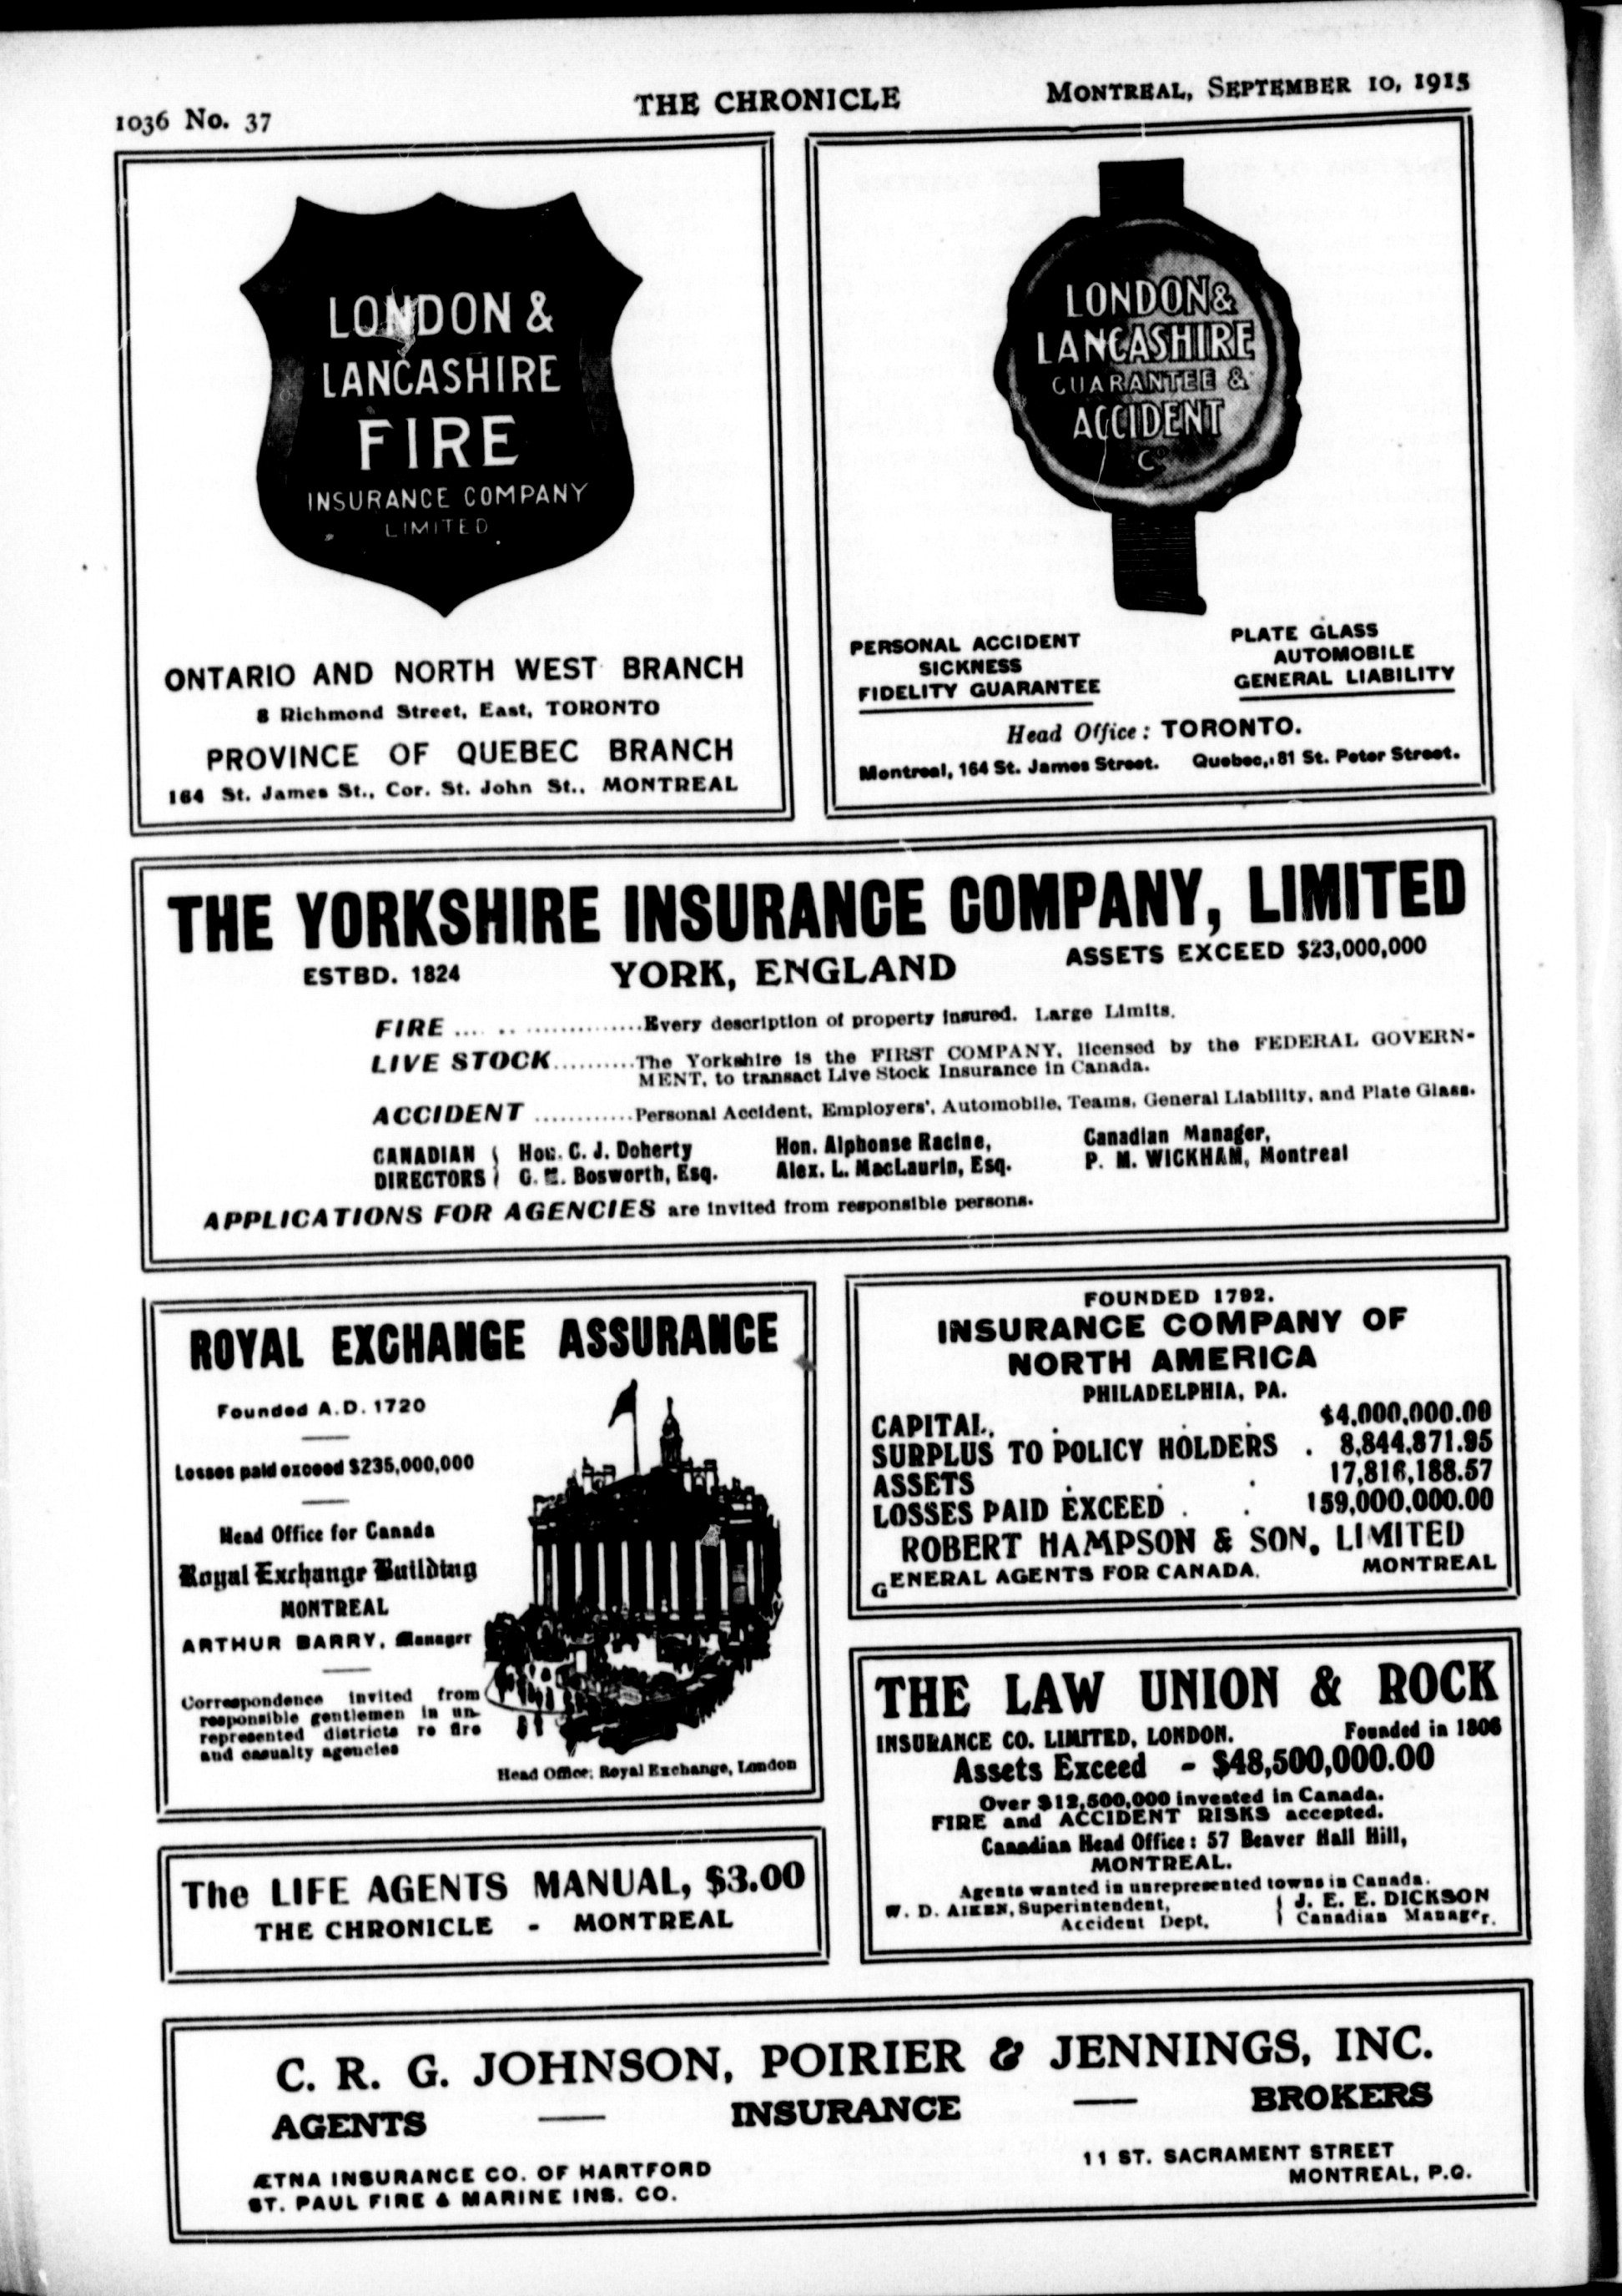 1036 No. 37
THE CHRONICLE
MONTREAL, SEPTEMBER 10, 1915
LONDON &
LANCASHIRE
FIRE
INSURANCE COMPANY
LIMITED
ONTARIO AND NORTH WEST BRANCH
8 Richmond Street, East, TORONTO
PROVINCE OF QUEBEC BRANCH
164 St. James St., Cor. St. John St., MONTREAL
LONDON &
LANCASHIRE
GUARANTEE &
ACCIDENT
Co
PERSONAL ACCIDENT
SICKNESS
FIDELITY GUARANTEE
PLATE GLASS
AUTOMOBILE
GENERAL LIABILITY
Head Office: TORONTO.
Montreal, 164 St. James Street. Quebec, 81 St. Peter Street.
THE YORKSHIRE INSURANCE COMPANY, LIMITED
ESTBD. 1824 YORK, ENGLAND ASSETS EXCEED $23,000,000
FIRE .... .. ...............Every description of property insured. Large Limits.
LIVE STOCK..........The Yorkshire is the FIRST COMPANY, licensed by the FEDERAL GOVERN-
MENT, to transact Live Stock Insurance in Canada.
ACCIDENT ............Personal Accident, Employers', Automobile, Teams, General Liability, and Plate Glass.
CANADIAN { Hon. C. J. Doherty Hon. Alphonse Racine, Canadian Manager,
DIRECTORS } G. E. Bosworth, Esq. Alex. L. MacLaurin, Esq. P. M. WICKHAM, Montreal
APPLICATIONS FOR AGENCIES are invited from responsible persons.
ROYAL EXCHANGE ASSURANCE
Founded A.D. 1720
Losses paid exceed $235,000,000
Head Office for Canada
Royal Exchange Building
MONTREAL
ARTHUR BARRY, Manager
Correspondence invited from
responsible gentlemen in un-
represented districts re fire
and casualty agencies
Head Office: Royal Exchange, London
FOUNDED 1792.
INSURANCE COMPANY OF
NORTH AMERICA
PHILADELPHIA, PA.
CAPITAL, . . . $4,000,000.00
SURPLUS TO POLICY HOLDERS . 8,844,871.95
ASSETS . . . 17,816,188.57
LOSSES PAID EXCEED . . 159,000,000.00
ROBERT HAMPSON & SON, LIMITED
GENERAL AGENTS FOR CANADA. MONTREAL
THE LAW UNION & ROCK
INSURANCE CO. LIMITED, LONDON. Founded in 1806
Assets Exceed - $48,500,000.00
Over $12,500,000 invested in Canada.
FIRE and ACCIDENT RISKS accepted.
Canadian Head Office: 57 Beaver Hall Hill,
MONTREAL.
Agents wanted in unrepresented towns in Canada.
W. D. AIKEN, Superintendent, | J. E. E. DICKSON
Accident Dept. | Canadian Manager.
The LIFE AGENTS MANUAL, $3.00
THE CHRONICLE - MONTREAL
C. R. G. JOHNSON, POIRIER & JENNINGS, INC.
AGENTS — INSURANCE — BROKERS
ÆTNA INSURANCE CO. OF HARTFORD
ST. PAUL FIRE & MARINE INS. CO.
11 ST. SACRAMENT STREET
MONTREAL, P.Q.